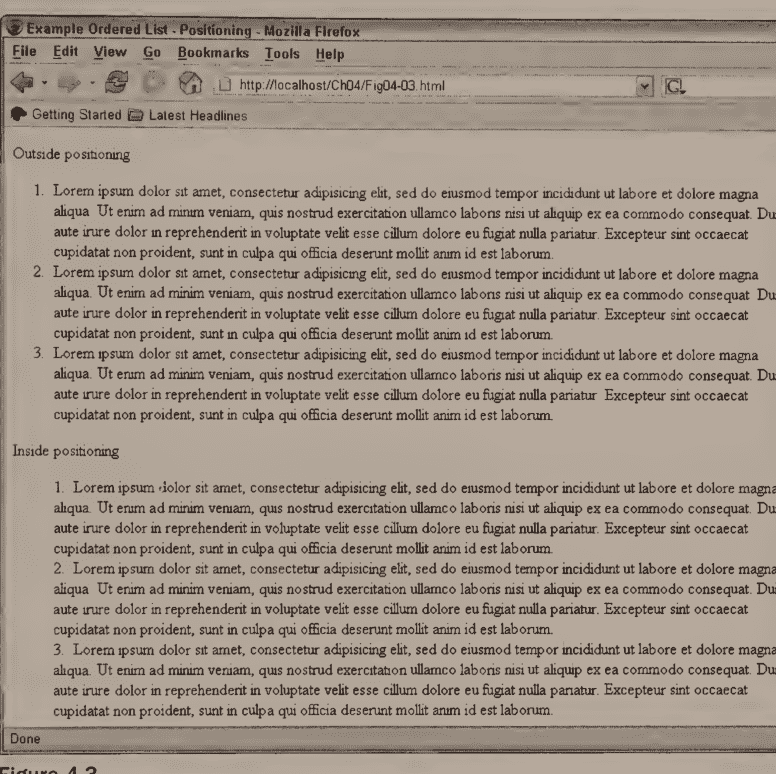 Example Ordered List - Positioning - Mozilla Firefox
File Edit View Go Bookmarks Tools Help
http://localhost/Ch04/Fig04-03.html G
Getting Started Latest Headlines
Outside positioning
1. Lorem ipsum dolor sit amet, consectetur adipisicing elit, sed do eiusmod tempor incididunt ut labore et dolore magna
aliqua. Ut enim ad minim veniam, quis nostrud exercitation ullamco laboris nisi ut aliquip ex ea commodo consequat. Du
aute irure dolor in reprehenderit in voluptate velit esse cillum dolore eu fugiat nulla pariatur. Excepteur sint occaecat
cupidatat non proident, sunt in culpa qui officia deserunt mollit anim id est laborum.
2. Lorem ipsum dolor sit amet, consectetur adipisicing elit, sed do eiusmod tempor incididunt ut labore et dolore magna
aliqua. Ut enim ad minim veniam, quis nostrud exercitation ullamco laboris nisi ut aliquip ex ea commodo consequat. Du
aute irure dolor in reprehenderit in voluptate velit esse cillum dolore eu fugiat nulla pariatur. Excepteur sint occaecat
cupidatat non proident, sunt in culpa qui officia deserunt mollit anim id est laborum.
3. Lorem ipsum dolor sit amet, consectetur adipisicing elit, sed do eiusmod tempor incididunt ut labore et dolore magna
aliqua. Ut enim ad minim veniam, quis nostrud exercitation ullamco laboris nisi ut aliquip ex ea commodo consequat. Du
aute irure dolor in reprehenderit in voluptate velit esse cillum dolore eu fugiat nulla pariatur. Excepteur sint occaecat
cupidatat non proident, sunt in culpa qui officia deserunt mollit anim id est laborum.
Inside positioning
1. Lorem ipsum dolor sit amet, consectetur adipisicing elit, sed do eiusmod tempor incididunt ut labore et dolore magna
aliqua. Ut enim ad minim veniam, quis nostrud exercitation ullamco laboris nisi ut aliquip ex ea commodo consequat. Du
aute irure dolor in reprehenderit in voluptate velit esse cillum dolore eu fugiat nulla pariatur. Excepteur sint occaecat
cupidatat non proident, sunt in culpa qui officia deserunt mollit anim id est laborum.
2. Lorem ipsum dolor sit amet, consectetur adipisicing elit, sed do eiusmod tempor incididunt ut labore et dolore magna
aliqua. Ut enim ad minim veniam, quis nostrud exercitation ullamco laboris nisi ut aliquip ex ea commodo consequat. Du
aute irure dolor in reprehenderit in voluptate velit esse cillum dolore eu fugiat nulla pariatur. Excepteur sint occaecat
cupidatat non proident, sunt in culpa qui officia deserunt mollit anim id est laborum.
3. Lorem ipsum dolor sit amet, consectetur adipisicing elit, sed do eiusmod tempor incididunt ut labore et dolore magna
aliqua. Ut enim ad minim veniam, quis nostrud exercitation ullamco laboris nisi ut aliquip ex ea commodo consequat. Du
aute irure dolor in reprehenderit in voluptate velit esse cillum dolore eu fugiat nulla pariatur. Excepteur sint occaecat
cupidatat non proident, sunt in culpa qui officia deserunt mollit anim id est laborum.
Done